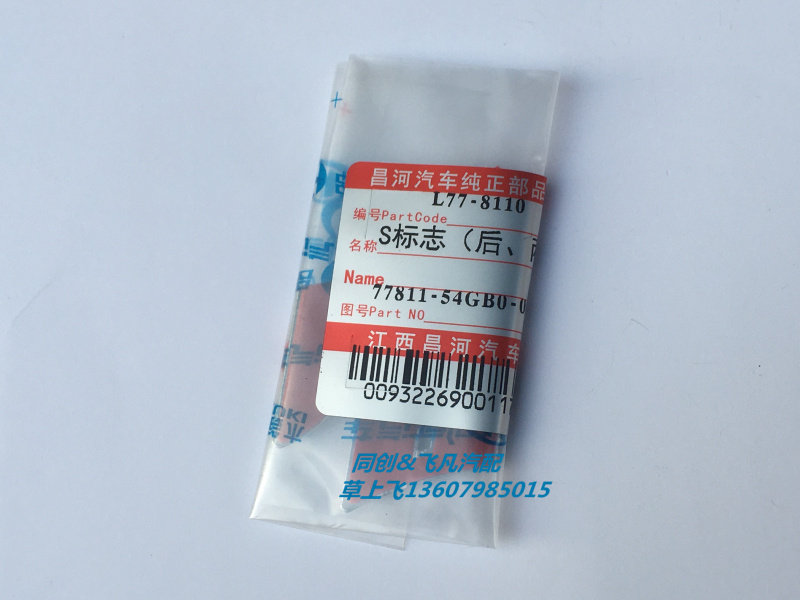 昌河汽车纯正部品
L77-8110
编号PartCode
名称 S标志（后、
Name
77811-54GB0-0
图号Part NO
江西昌河汽车
00932269001
同创&飞凡汽配
草上飞13607985015